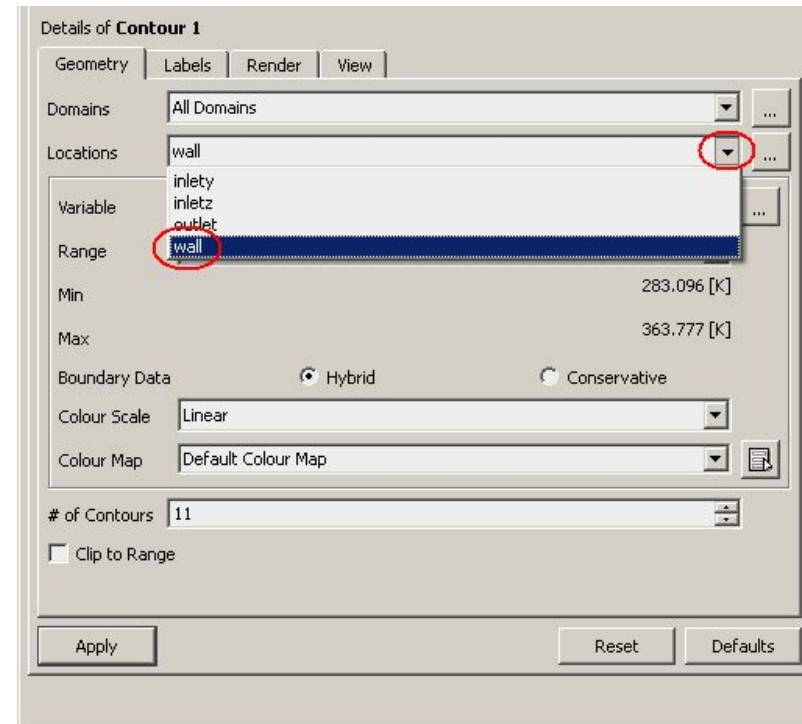 Details of Contour 1
Geometry Labels Render View
Domains All Domains ...
Locations wall ...
inlety
inletz
Variable ...
outlet
wall
Range
Min 283.096 [K]
Max 363.777 [K]
Boundary Data Hybrid Conservative
Colour Scale Linear
Colour Map Default Colour Map
# of Contours 11
Clip to Range
Apply Reset Defaults